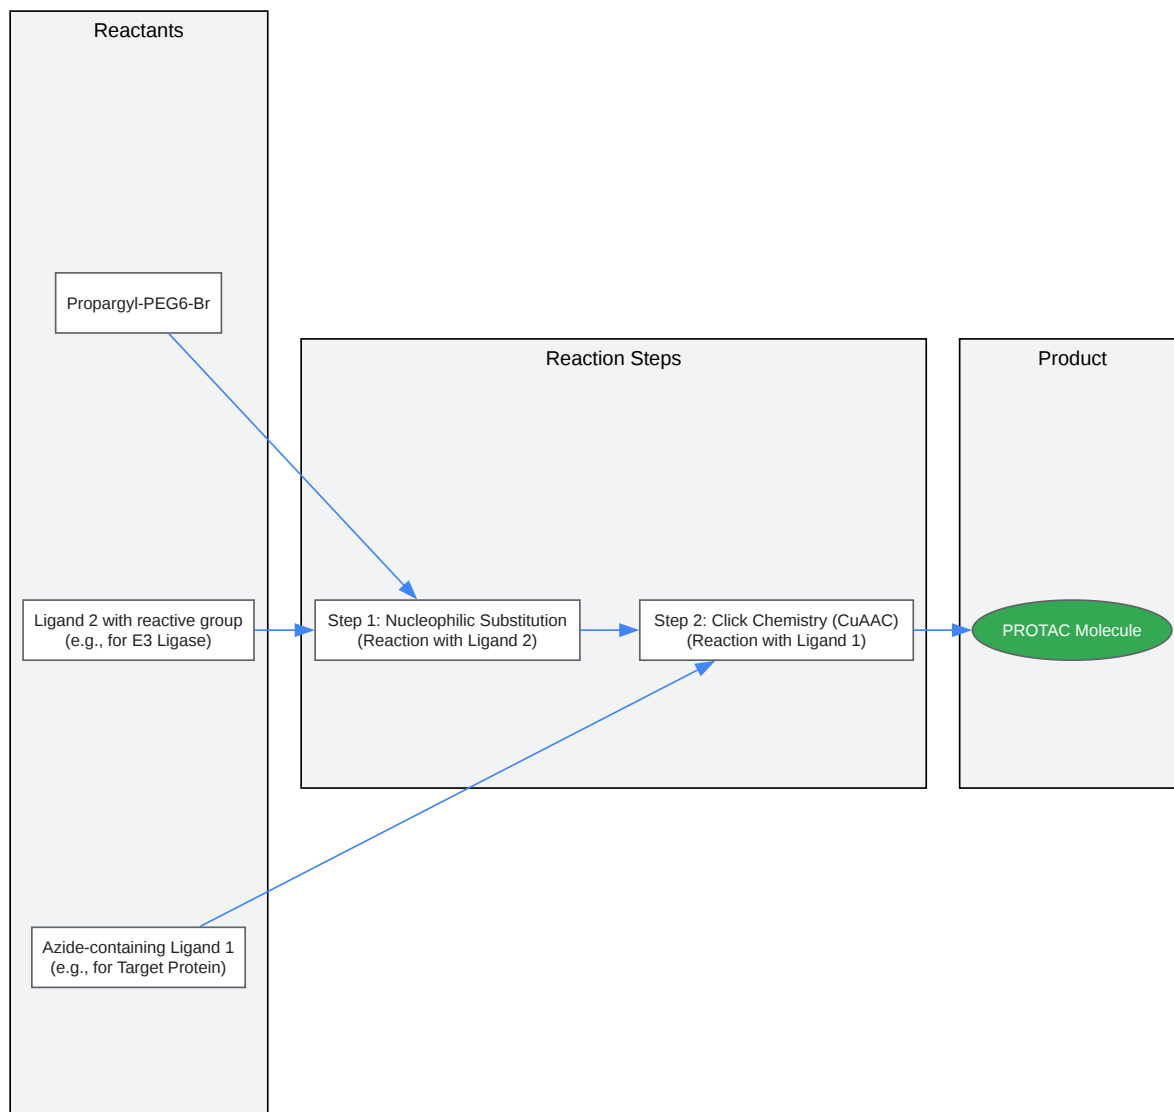 Reactants
Propargyl-PEG6-Br
Ligand 2 with reactive group
(e.g., for E3 Ligase)
Azide-containing Ligand 1
(e.g., for Target Protein)
Reaction Steps
Step 1: Nucleophilic Substitution
(Reaction with Ligand 2)
Step 2: Click Chemistry (CuAAC)
(Reaction with Ligand 1)
Product
PROTAC Molecule